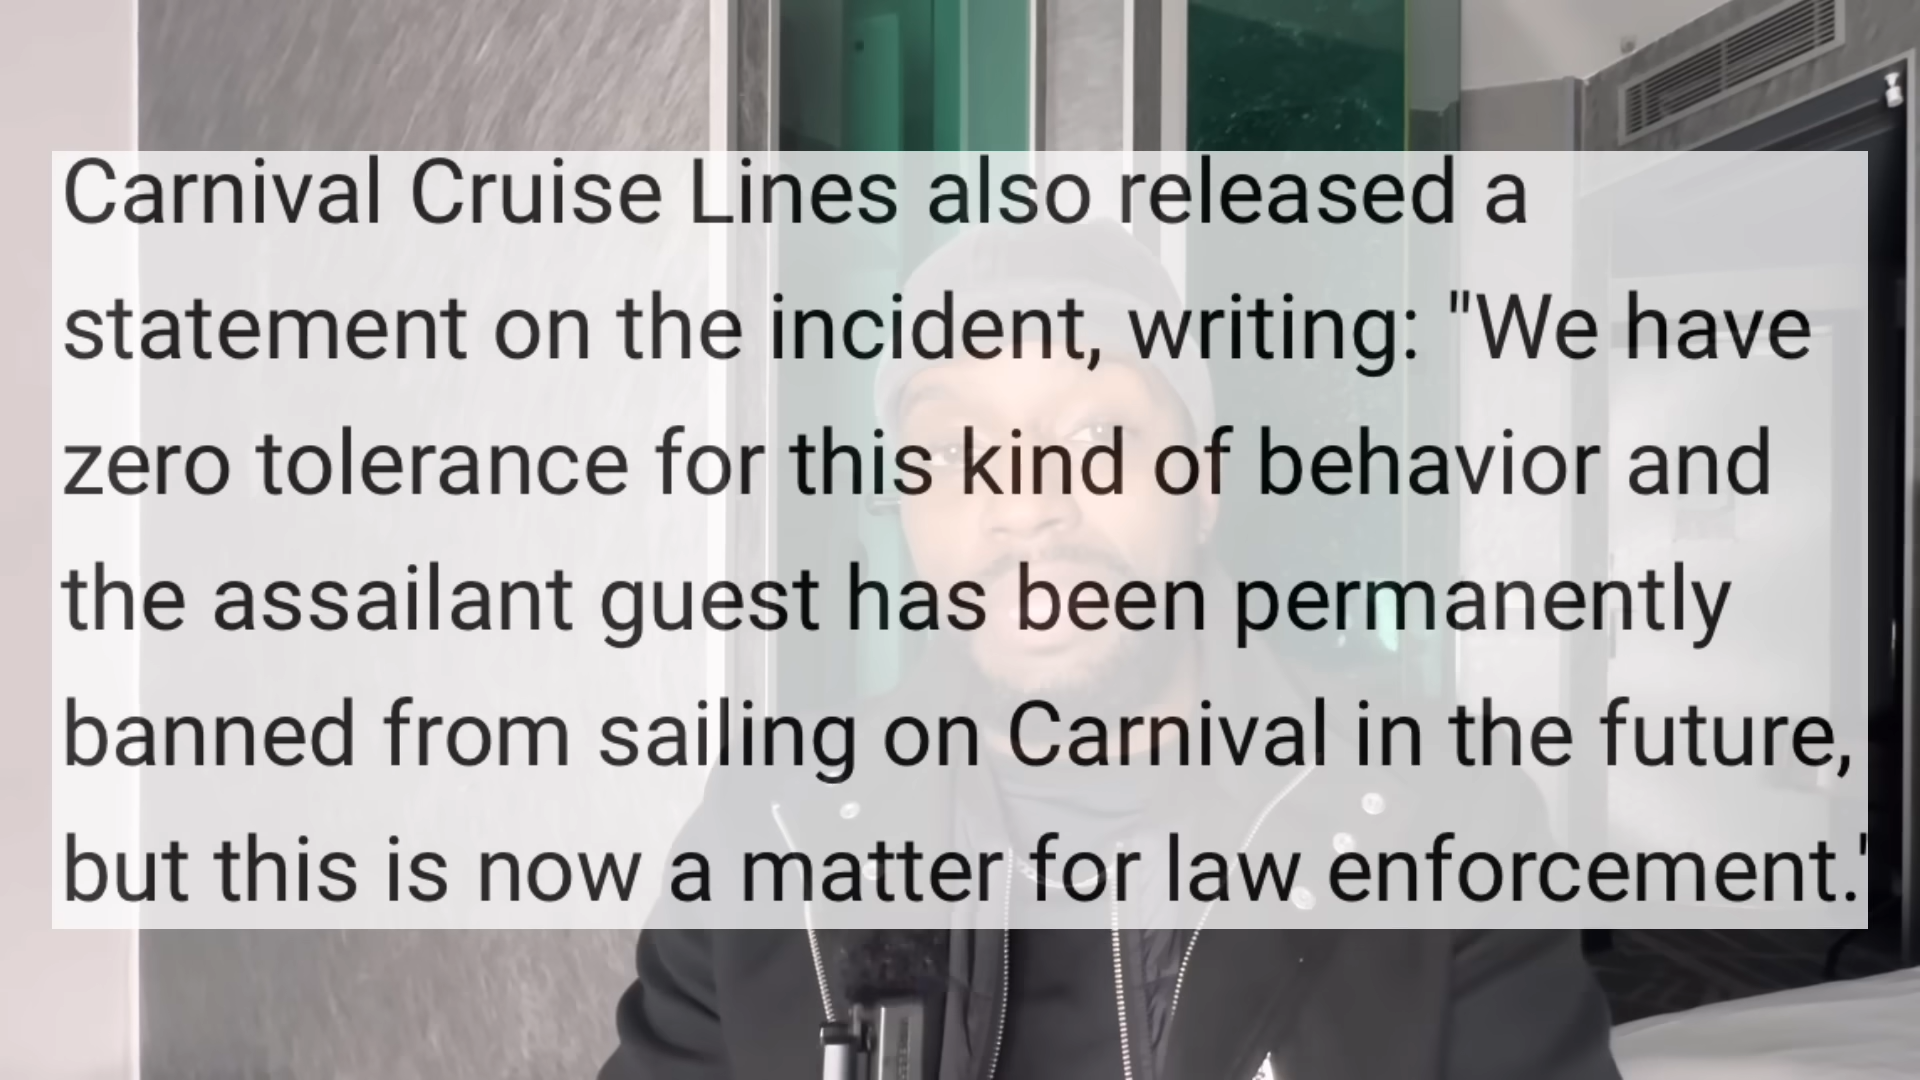 Carnival Cruise Lines also released a
statement on the incident, writing: "We have
zero tolerance for this kind of behavior and
the assailant guest has been permanently
banned from sailing on Carnival in the future,
but this is now a matter for law enforcement.'